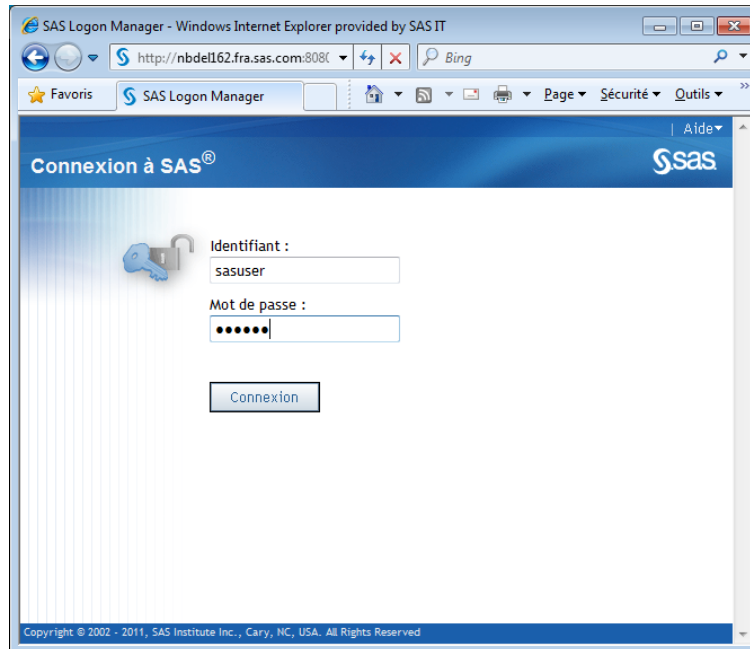 SAS Logon Manager - Windows Internet Explorer provided by SAS IT
http://nbdel162.fra.sas.com:808(
Bing
Favoris
SAS Logon Manager
Page
Sécurité
Outils
»
| Aide
Connexion à SAS®
sas
Identifiant :
sasuser
Mot de passe :
••••••
Connexion
Copyright © 2002 - 2011, SAS Institute Inc., Cary, NC, USA. All Rights Reserved